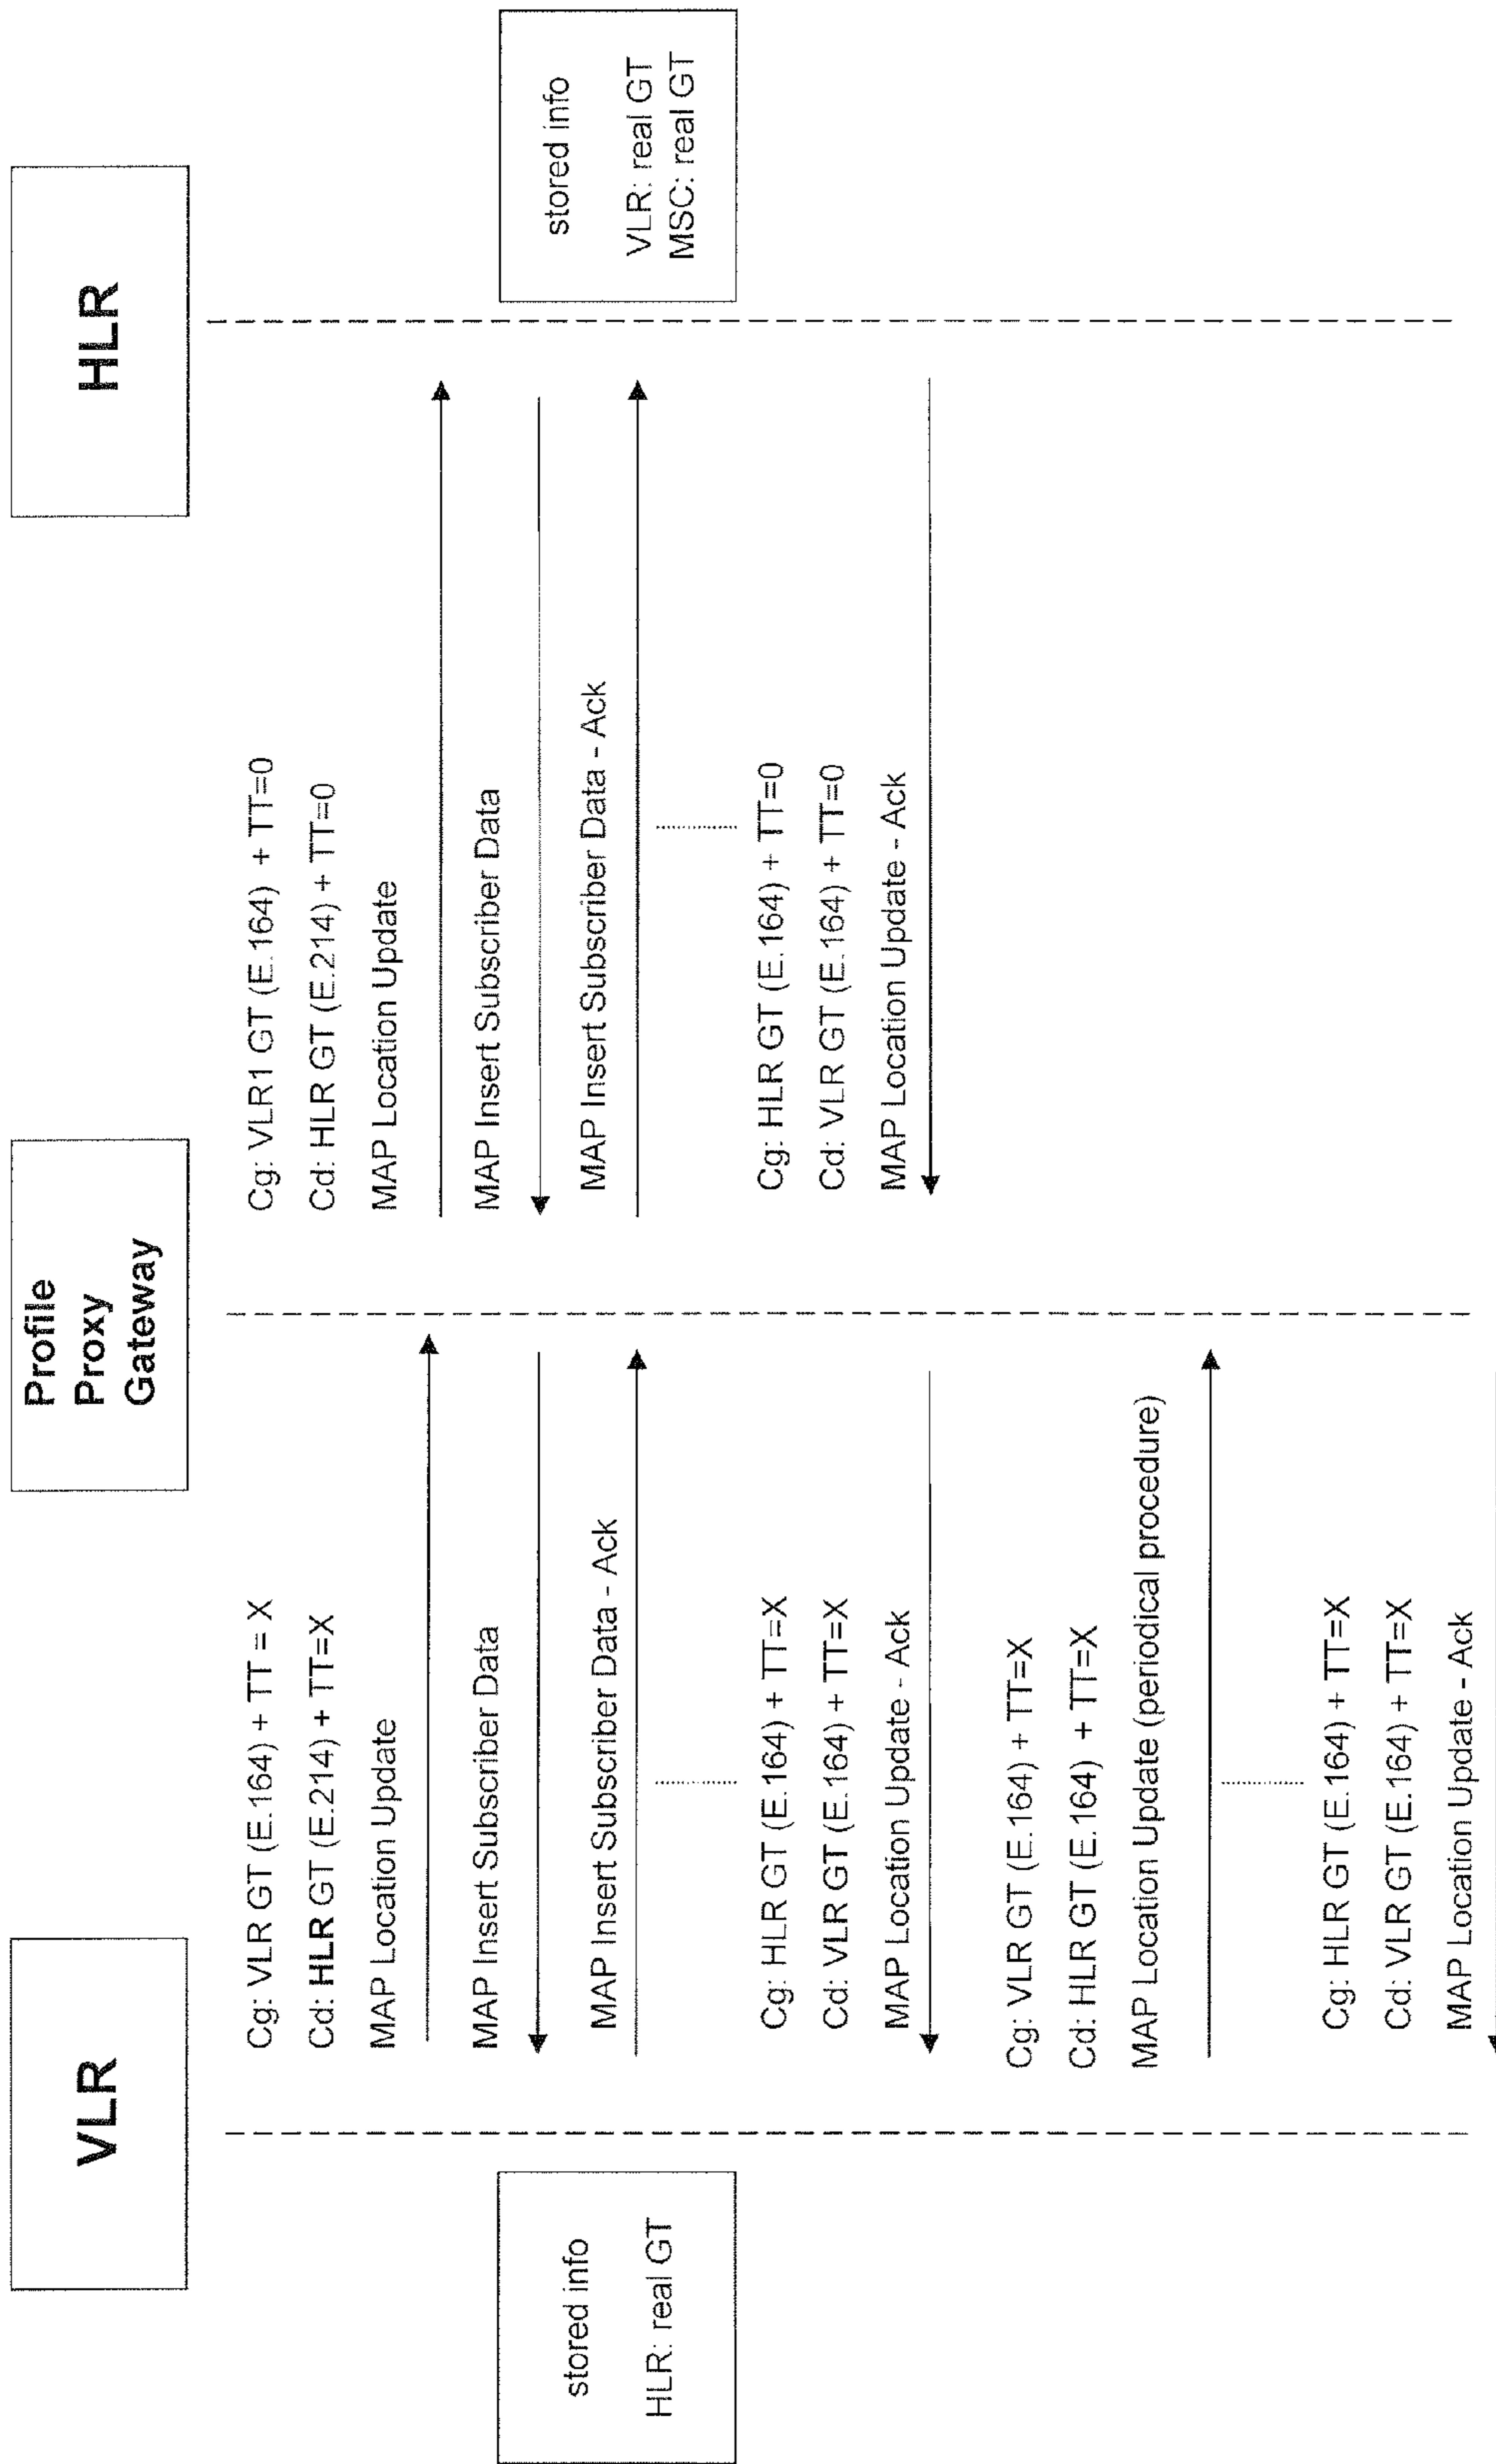 VLR
Profile
Proxy
Gateway
HLR
Cg: VLR GT (E.164) + TT = X
Cd: HLR GT (E.214) + TT=X
MAP Location Update
MAP Insert Subscriber Data
MAP Insert Subscriber Data - Ack
Cg: HLR GT (E.164) + TT=X
Cd: VLR GT (E.164) + TT=X
MAP Location Update - Ack
Cg: VLR GT (E.164) + TT=X
Cd: HLR GT (E.164) + TT=X
MAP Location Update (periodical procedure)
Cg: HLR GT (E.164) + TT=X
Cd: VLR GT (E.164) + TT=X
MAP Location Update - Ack
Cg: VLR1 GT (E.164) + TT=0
Cd: HLR GT (E.214) + TT=0
MAP Location Update
MAP Insert Subscriber Data
MAP Insert Subscriber Data - Ack
Cg: HLR GT (E.164) + TT=0
Cd: VLR GT (E.164) + TT=0
MAP Location Update - Ack
stored info
HLR: real GT
stored info
VLR: real GT
MSC: real GT